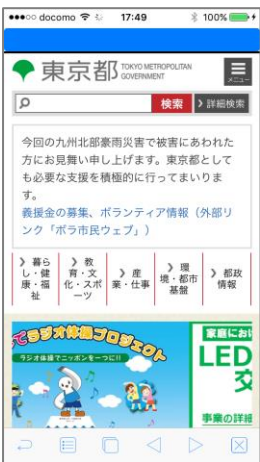 docomo 17:49 100%
東京都 TOKYO METROPOLITAN
GOVERNMENT
メニュー
検索 詳細検索
今回の九州北部豪雨災害で被害にあわれた
方にお見舞い申し上げます。東京都として
も必要な支援を積極的に行ってまいりま
す。
義援金の募集、ボランティア情報（外部リ
ンク「ボラ市民ウェブ」）
暮ら
し・健
康・福
祉
教
育・文
化・スポ
ーツ
産
業・仕事
環
境・都市
基盤
都政
情報
てラジオ体操プロジェクト
ラジオ体操でニッポンを一つに!!
家庭にお
LED
交
事業の詳細